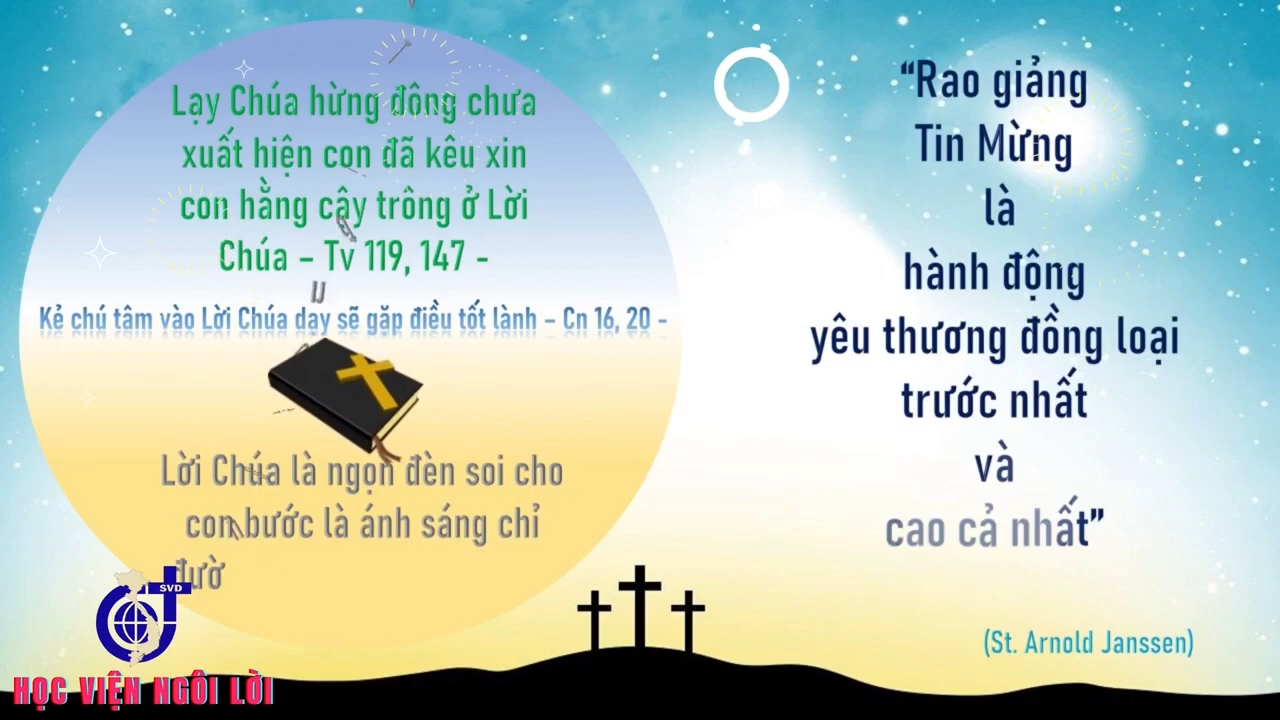 Lạy Chúa hừng đông chưa
xuất hiện con đã kêu xin
con hằng cậy trông ở Lời
Chúa – Tv 119, 147 -
Kẻ chú tâm vào Lời Chúa dạy sẽ gặp điều tốt lành – Cn 16, 20 -
Lời Chúa là ngọn đèn soi cho
con bước là ánh sáng chỉ
đườ
“Rao giảng
Tin Mừng
là
hành động
yêu thương đồng loại
trước nhất
và
cao cả nhất”
(St. Arnold Janssen)
SVD
HỌC VIỆN NGÔI LỜI